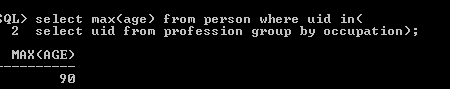 SQL> select max(age) from person where uid in(
2 select uid from profession group by occupation);
MAX(AGE)
----------
90